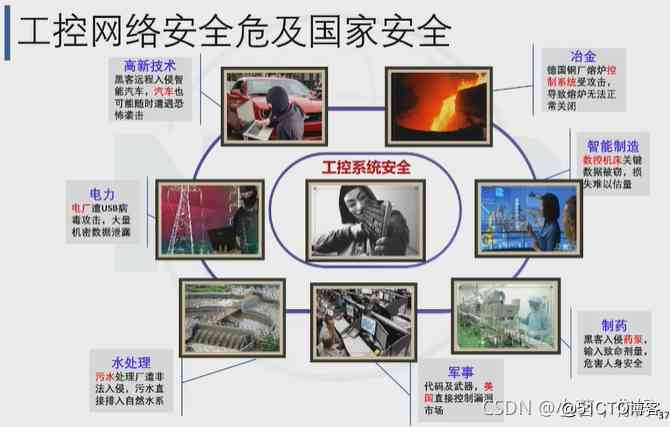 工控网络安全危及国家安全
高新技术
黑客远程入侵智
能汽车，汽车也
可能随时遭遇恐
怖袭击
冶金
德国钢厂熔炉控
制系统受攻击，
导致熔炉无法正
常关闭
工控系统安全
智能制造
数控机床关键
数据被窃，损
失难以估量
电力
电厂遭USB病
毒攻击，大量
机密数据泄露
制药
黑客入侵药泵，
输入致命剂量，
危害人身安全
水处理
污水处理厂遭非
法入侵，污水直
接排入自然水系
军事
代码及武器，美
国直接控制漏洞
市场
CSDN
@51CTO博客
37